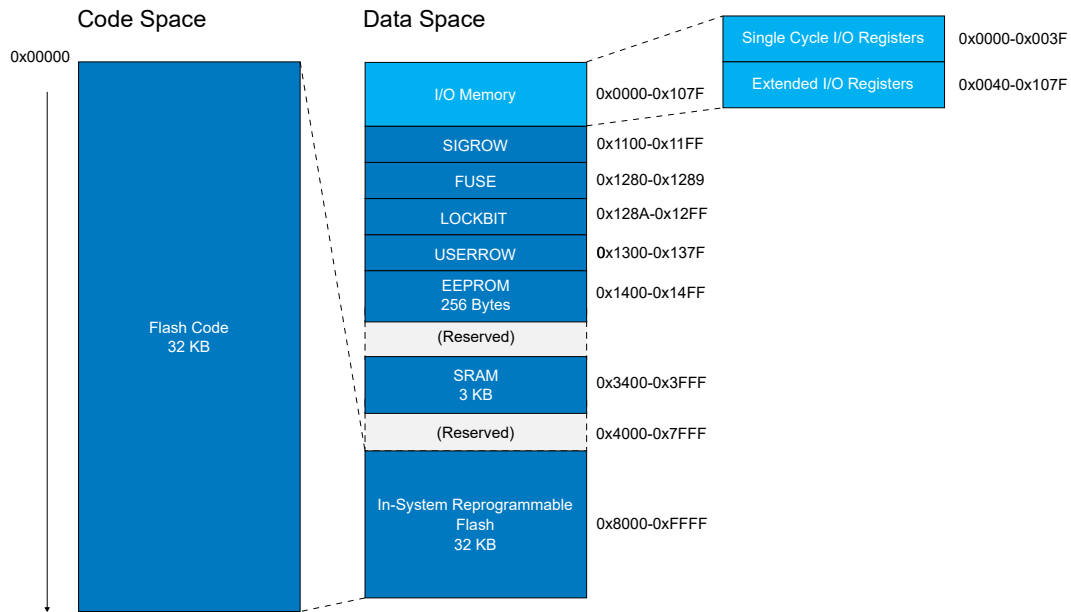 Code Space
Data Space
0x00000
Flash Code
32 KB
I/O Memory
0x0000-0x107F
Single Cycle I/O Registers
0x0000-0x003F
Extended I/O Registers
0x0040-0x107F
SIGROW
0x1100-0x11FF
FUSE
0x1280-0x1289
LOCKBIT
0x128A-0x12FF
USERROW
0x1300-0x137F
EEPROM
256 Bytes
0x1400-0x14FF
(Reserved)
SRAM
3 KB
0x3400-0x3FFF
(Reserved)
0x4000-0x7FFF
In-System Reprogrammable
Flash
32 KB
0x8000-0xFFFF